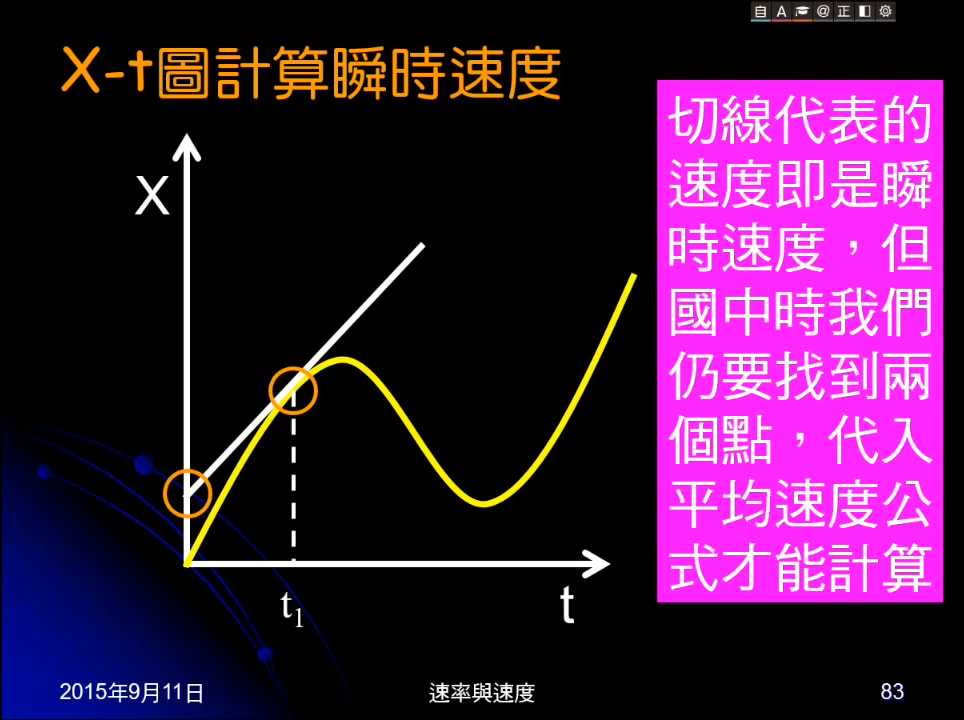 自 A @ 正
X-t圖計算瞬時速度
切線代表的
速度即是瞬
時速度，但
國中時我們
仍要找到兩
個點，代入
平均速度公
式才能計算
X
t₁
t
2015年9月11日
速率與速度
83